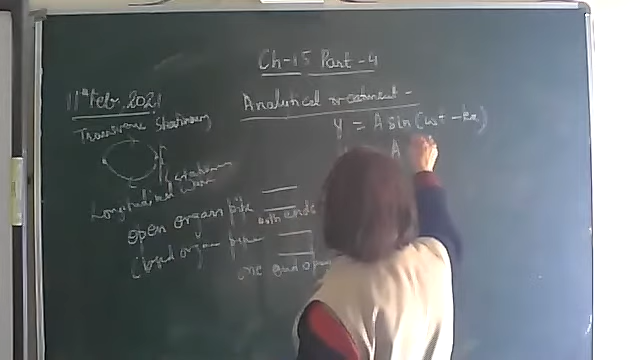 Ch-15 Part-4
11th Feb, 2021
Analytical treatment -
Transverse Stationary
y = A sin (ωt - kx)
A
Longitudinal Wave
open organ pipe
both ends
Closed organ pipe
one end open